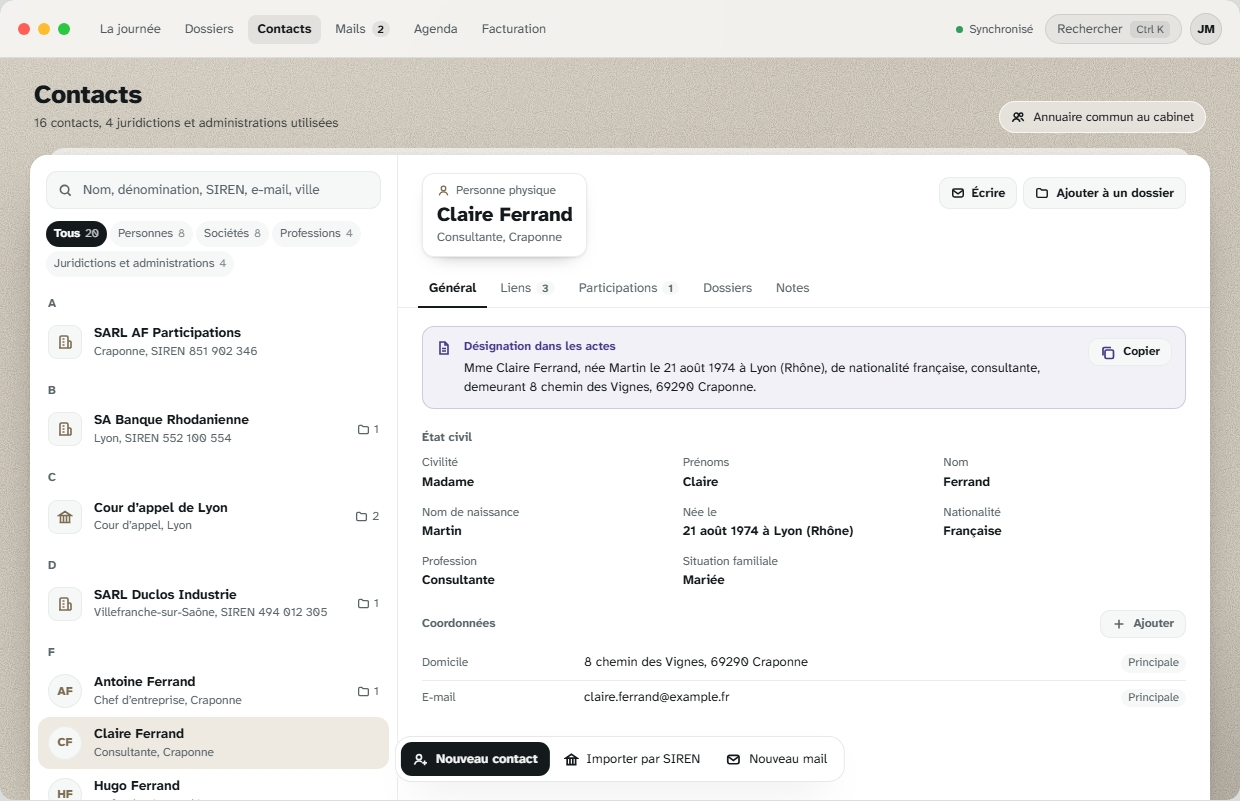 La journée Dossiers Contacts Mails 2 Agenda Facturation Synchronisé Rechercher Ctrl K JM
Contacts
16 contacts, 4 juridictions et administrations utilisées
Annuaire commun au cabinet
Nom, dénomination, SIREN, e-mail, ville
Tous 20 Personnes 8 Sociétés 8 Professions 4
Juridictions et administrations 4
A
SARL AF Participations
Craponne, SIREN 851 902 346
B
SA Banque Rhodanienne
Lyon, SIREN 552 100 554
1
C
Cour d’appel de Lyon
Cour d’appel, Lyon
2
D
SARL Duclos Industrie
Villefranche-sur-Saône, SIREN 494 012 305
1
F
AF
Antoine Ferrand
Chef d’entreprise, Craponne
1
CF
Claire Ferrand
Consultante, Craponne
HF
Hugo Ferrand
Personne physique
Claire Ferrand
Consultante, Craponne
Écrire
Ajouter à un dossier
Général Liens 3 Participations 1 Dossiers Notes
Désignation dans les actes
Mme Claire Ferrand, née Martin le 21 août 1974 à Lyon (Rhône), de nationalité française, consultante,
demeurant 8 chemin des Vignes, 69290 Craponne.
Copier
État civil
Civilité Prénoms Nom
Madame Claire Ferrand
Nom de naissance Née le Nationalité
Martin 21 août 1974 à Lyon (Rhône) Française
Profession Situation familiale
Consultante Mariée
Coordonnées
Ajouter
Domicile 8 chemin des Vignes, 69290 Craponne Principale
E-mail claire.ferrand@example.fr Principale
Nouveau contact Importer par SIREN Nouveau mail